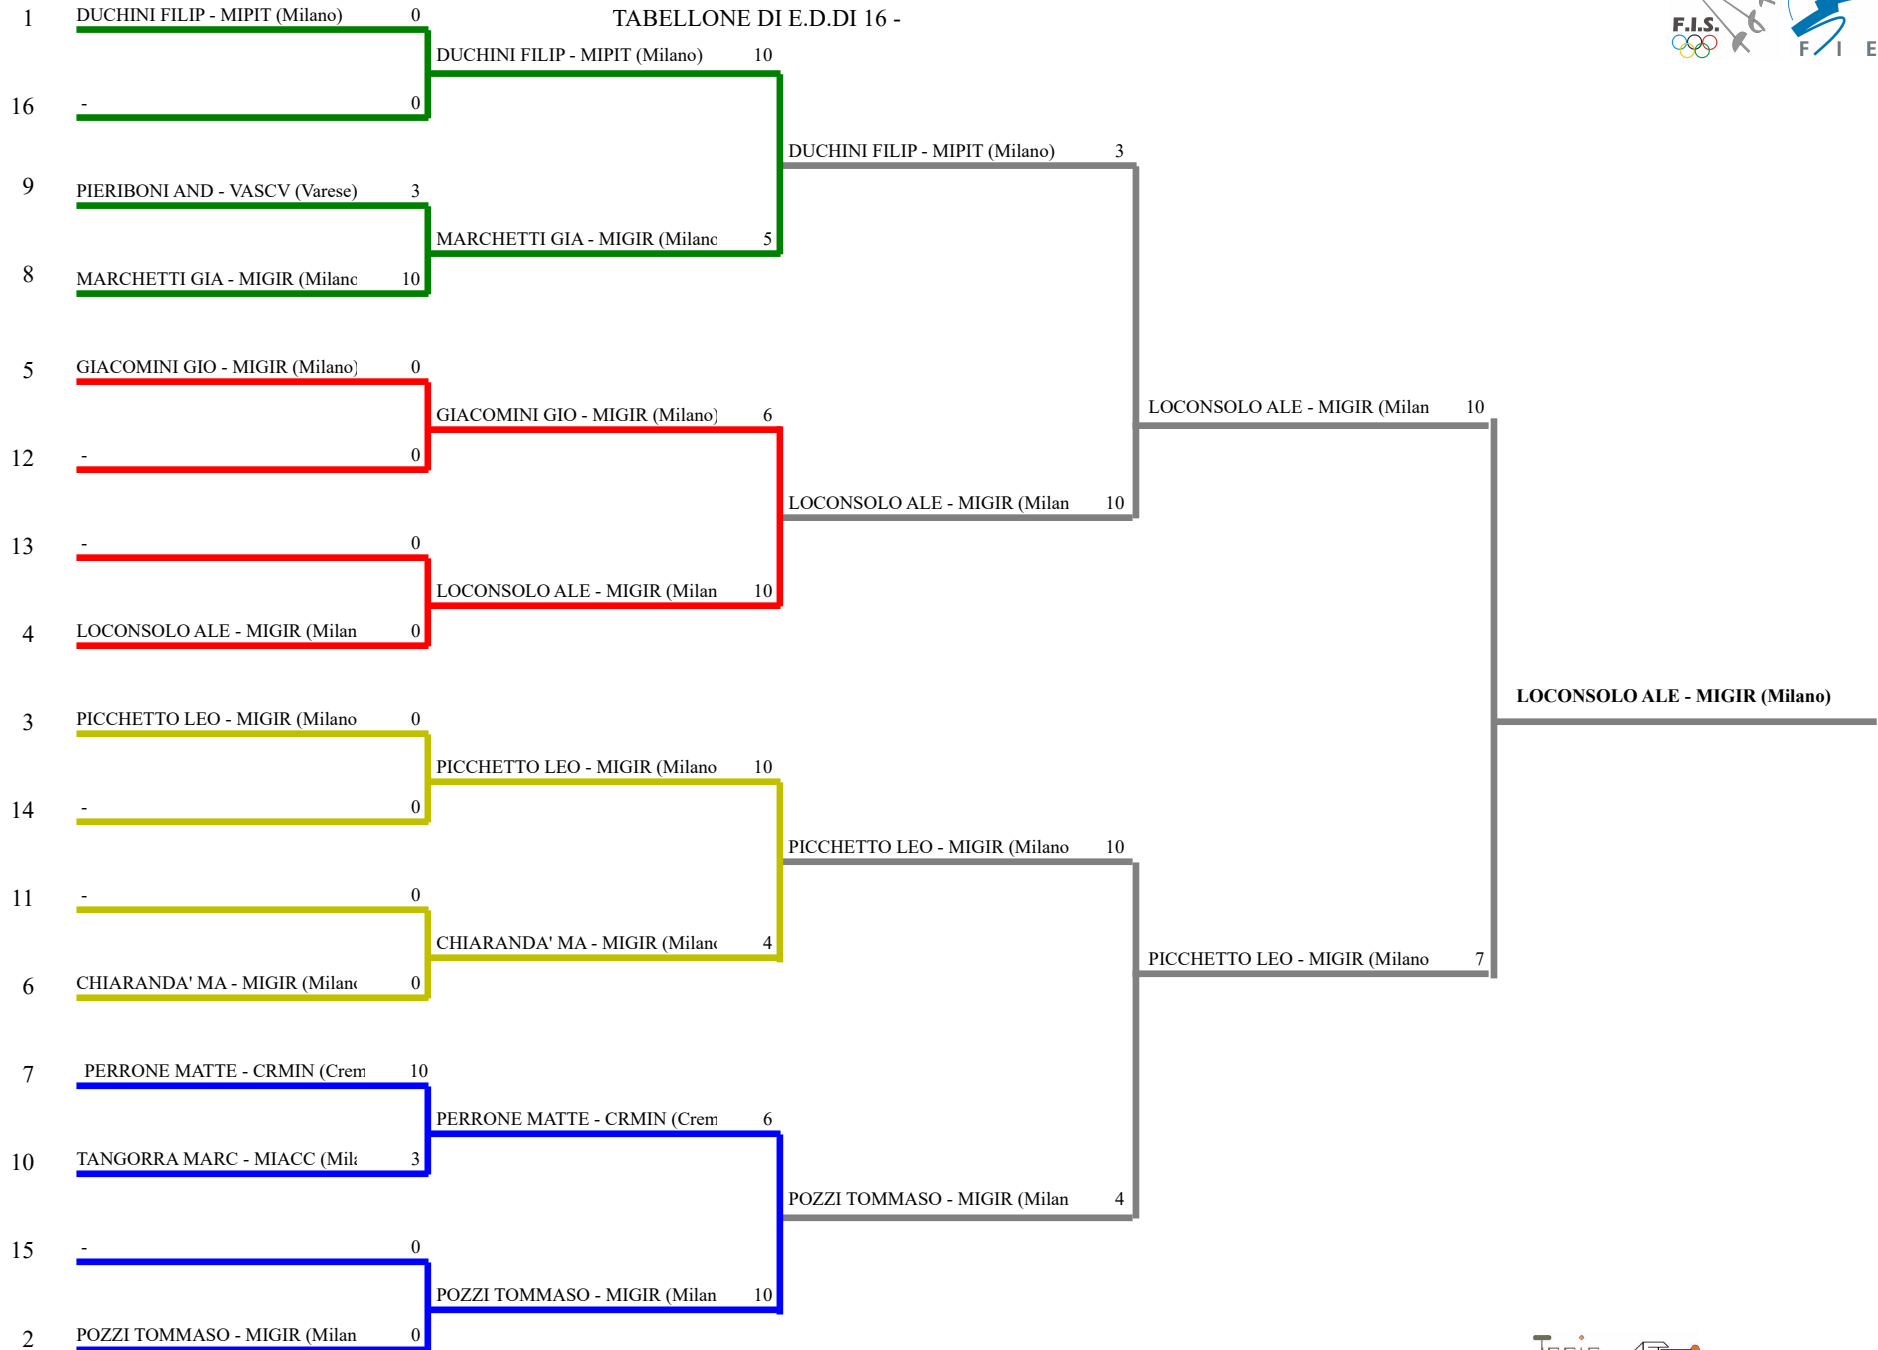 TABELLONE DI E.D.DI 16 -
F.I.S.
F I E
1 DUCHINI FILIP - MIPIT (Milano) 0
DUCHINI FILIP - MIPIT (Milano) 10
16 - 0
DUCHINI FILIP - MIPIT (Milano) 3
9 PIERIBONI AND - VASCV (Varese) 3
MARCHETTI GIA - MIGIR (Milano 5
8 MARCHETTI GIA - MIGIR (Milano 10
5 GIACOMINI GIO - MIGIR (Milano) 0
LOCONSOLO ALE - MIGIR (Milan 10
GIACOMINI GIO - MIGIR (Milano) 6
12 - 0
LOCONSOLO ALE - MIGIR (Milan 10
13 - 0
LOCONSOLO ALE - MIGIR (Milan 10
4 LOCONSOLO ALE - MIGIR (Milan 0
LOCONSOLO ALE - MIGIR (Milano)
3 PICCHETTO LEO - MIGIR (Milano 0
PICCHETTO LEO - MIGIR (Milano 10
14 - 0
PICCHETTO LEO - MIGIR (Milano 10
11 - 0
CHIARANDA' MA - MIGIR (Milano 4
PICCHETTO LEO - MIGIR (Milano 7
6 CHIARANDA' MA - MIGIR (Milano 0
7 PERRONE MATTE - CRMIN (Crem 10
PERRONE MATTE - CRMIN (Crem 6
10 TANGORRA MARC - MIACC (Mila 3
POZZI TOMMASO - MIGIR (Milan 4
15 - 0
POZZI TOMMASO - MIGIR (Milan 10
2 POZZI TOMMASO - MIGIR (Milan 0